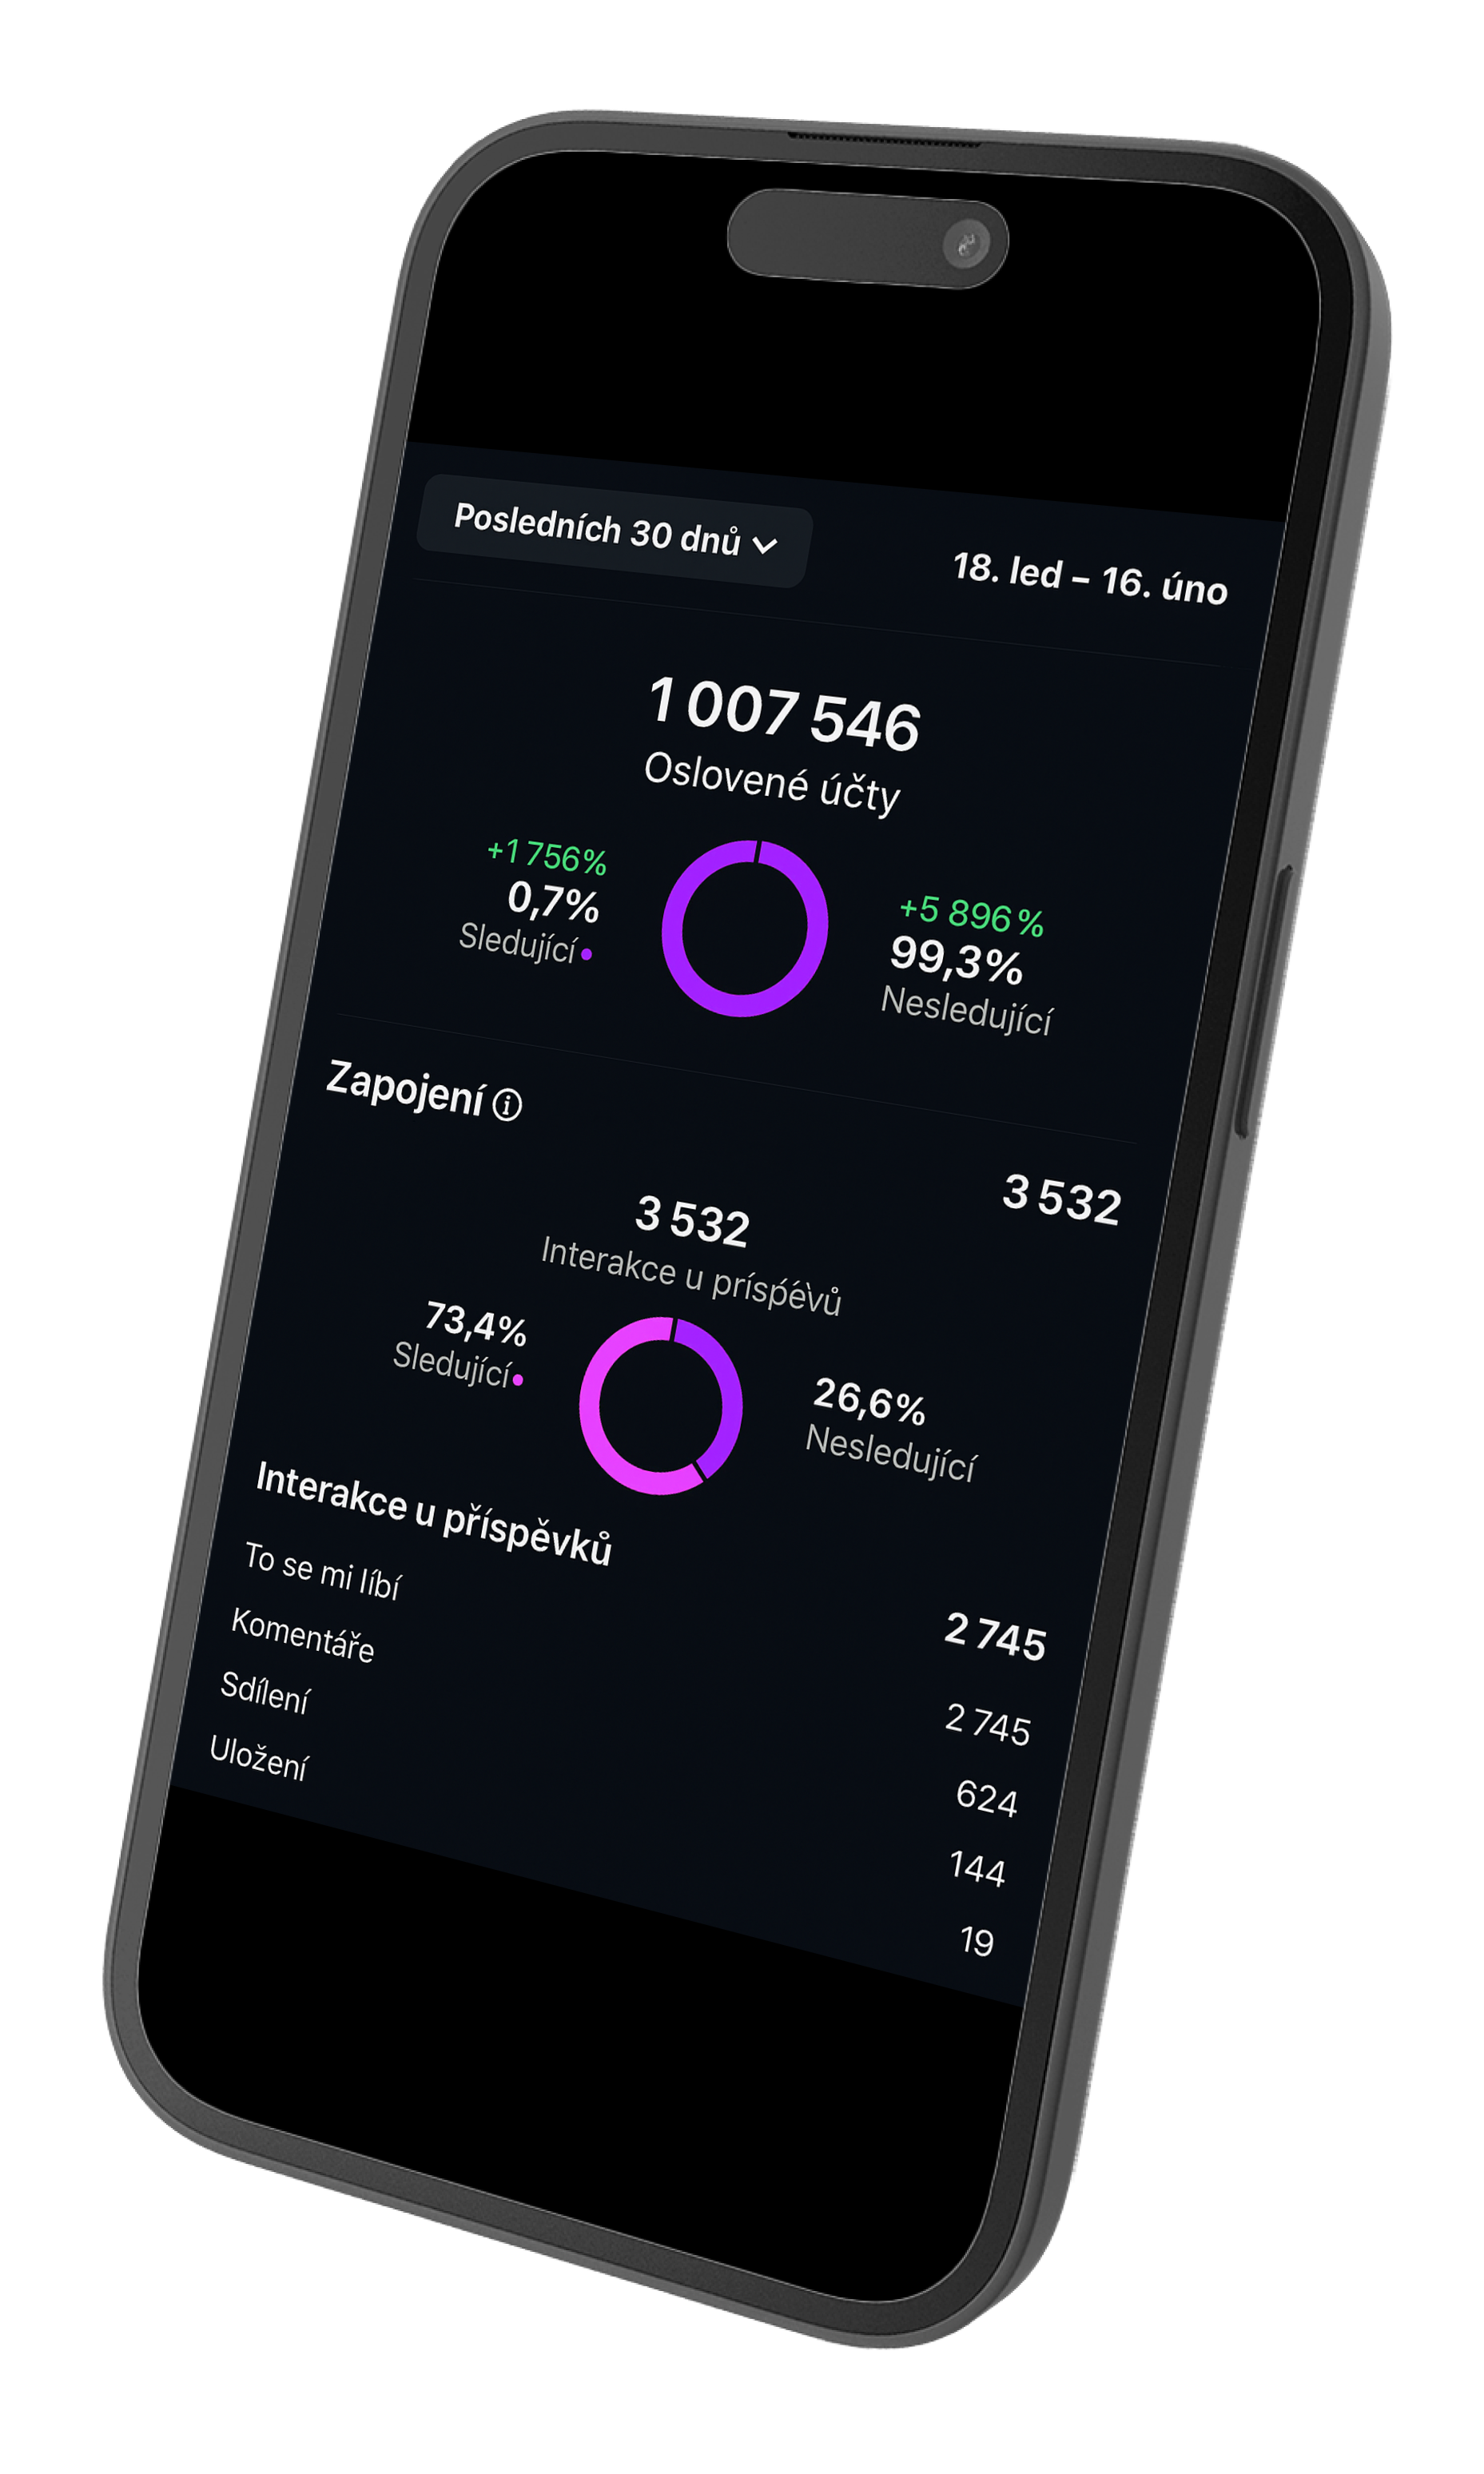 Posledních 30 dnů
18. led – 16. úno
1 007 546
Oslovené účty
+1 756%
0,7%
Sledující
+5 896%
99,3%
Nesledující
Zapojení
3 532
3 532
Interakce u príspév̀ů
73,4%
Sledující
26,6%
Nesledující
Interakce u příspěvků
2 745
To se mi líbí
2 745
Komentáře
624
Sdílení
144
Uložení
19